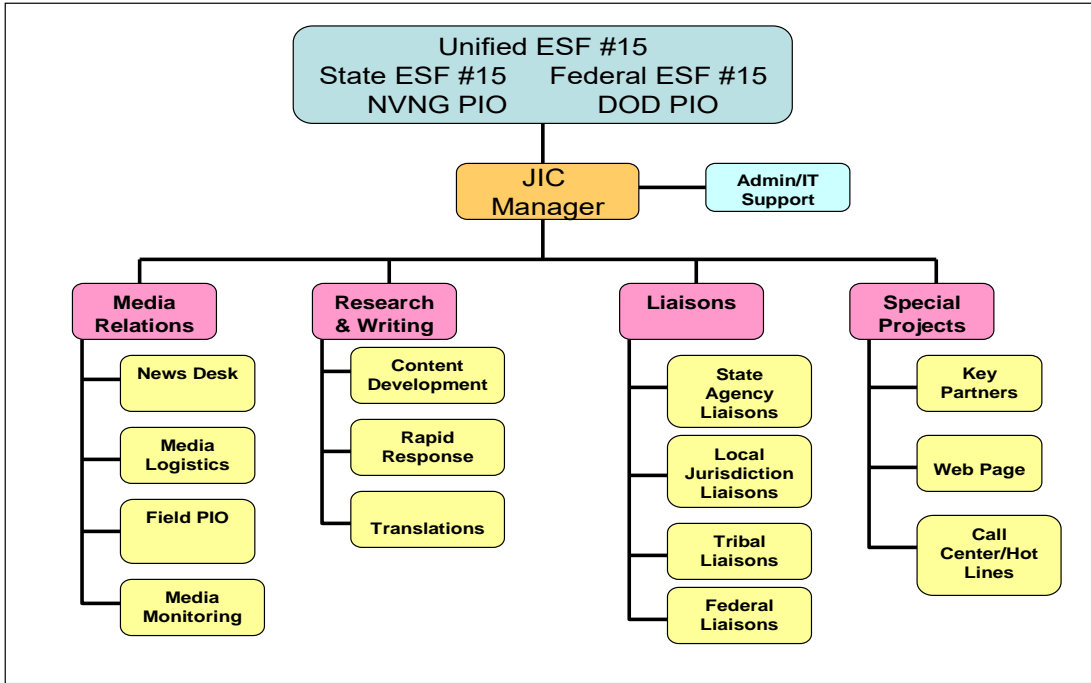 Unified ESF #15
State ESF #15 Federal ESF #15
NVNG PIO DOD PIO
JIC
Manager
Admin/IT
Support
Media
Relations
News Desk
Media
Logistics
Field PIO
Media
Monitoring
Research
& Writing
Content
Development
Rapid
Response
Translations
Liaisons
State
Agency
Liaisons
Local
Jurisdiction
Liaisons
Tribal
Liaisons
Federal
Liaisons
Special
Projects
Key
Partners
Web Page
Call
Center/Hot
Lines